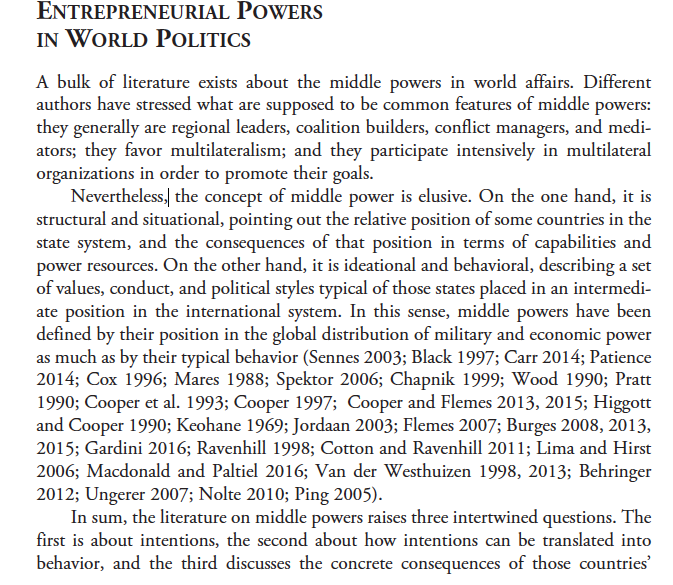 ENTREPRENEURIAL POWERS
IN WORLD POLITICS
A bulk of literature exists about the middle powers in world affairs. Different
authors have stressed what are supposed to be common features of middle powers:
they generally are regional leaders, coalition builders, conflict managers, and medi-
ators; they favor multilateralism; and they participate intensively in multilateral
organizations in order to promote their goals.
Nevertheless, the concept of middle power is elusive. On the one hand, it is
structural and situational, pointing out the relative position of some countries in the
state system, and the consequences of that position in terms of capabilities and
power resources. On the other hand, it is ideational and behavioral, describing a set
of values, conduct, and political styles typical of those states placed in an intermedi-
ate position in the international system. In this sense, middle powers have been
defined by their position in the global distribution of military and economic power
as much as by their typical behavior (Sennes 2003; Black 1997; Carr 2014; Patience
2014; Cox 1996; Mares 1988; Spektor 2006; Chapnik 1999; Wood 1990; Pratt
1990; Cooper et al. 1993; Cooper 1997; Cooper and Flemes 2013, 2015; Higgott
and Cooper 1990; Keohane 1969; Jordaan 2003; Flemes 2007; Burges 2008, 2013,
2015; Gardini 2016; Ravenhill 1998; Cotton and Ravenhill 2011; Lima and Hirst
2006; Macdonald and Paltiel 2016; Van der Westhuizen 1998, 2013; Behringer
2012; Ungerer 2007; Nolte 2010; Ping 2005).
In sum, the literature on middle powers raises three intertwined questions. The
first is about intentions, the second about how intentions can be translated into
behavior, and the third discusses the concrete consequences of those countries’